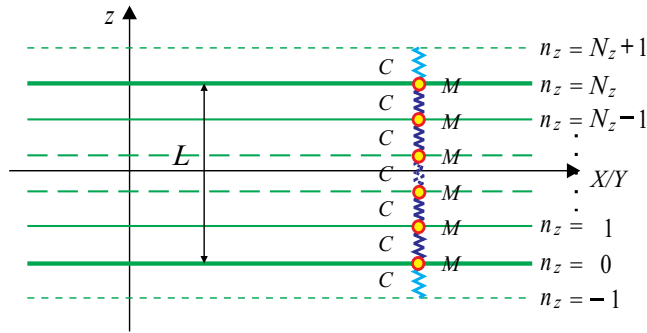 z
n_z = N_z+1
C
n_z = N_z
M
C
n_z = N_z−1
M
C
M
L
C
X/Y
M
C
n_z = 1
M
C
n_z = 0
M
C
n_z = −1